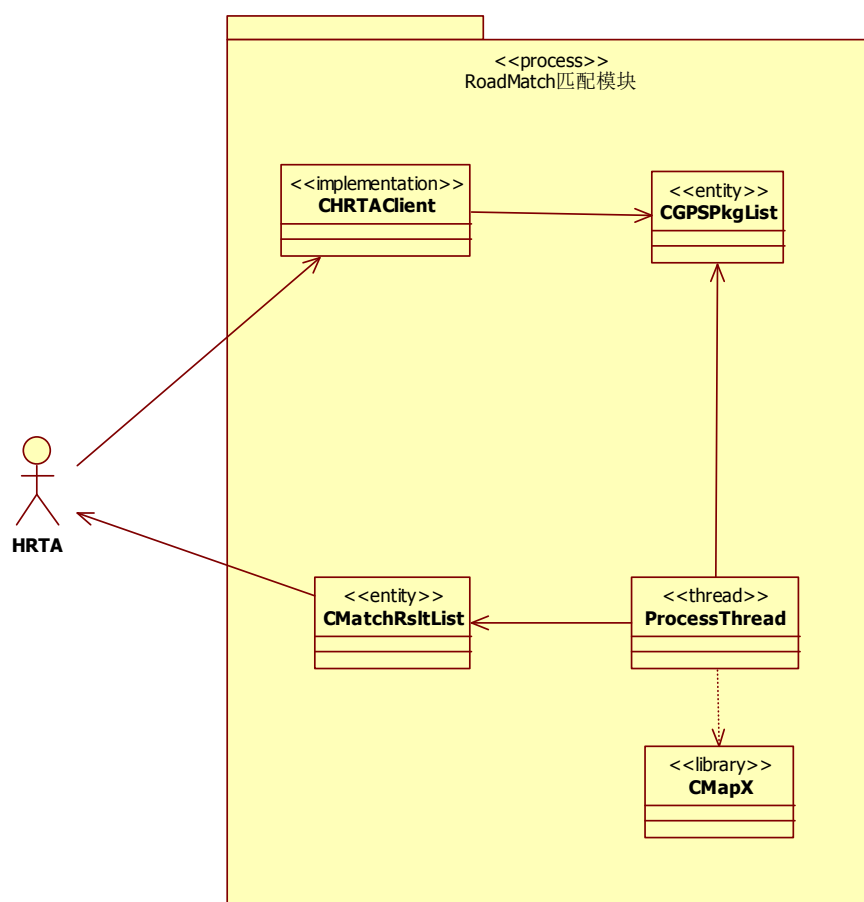 <<process>>
RoadMatch匹配模块
<<implementation>>
CHRTAClient
<<entity>>
CGPSPkgList
HRTA
<<entity>>
CMatchRsltList
<<thread>>
ProcessThread
<<library>>
CMapX